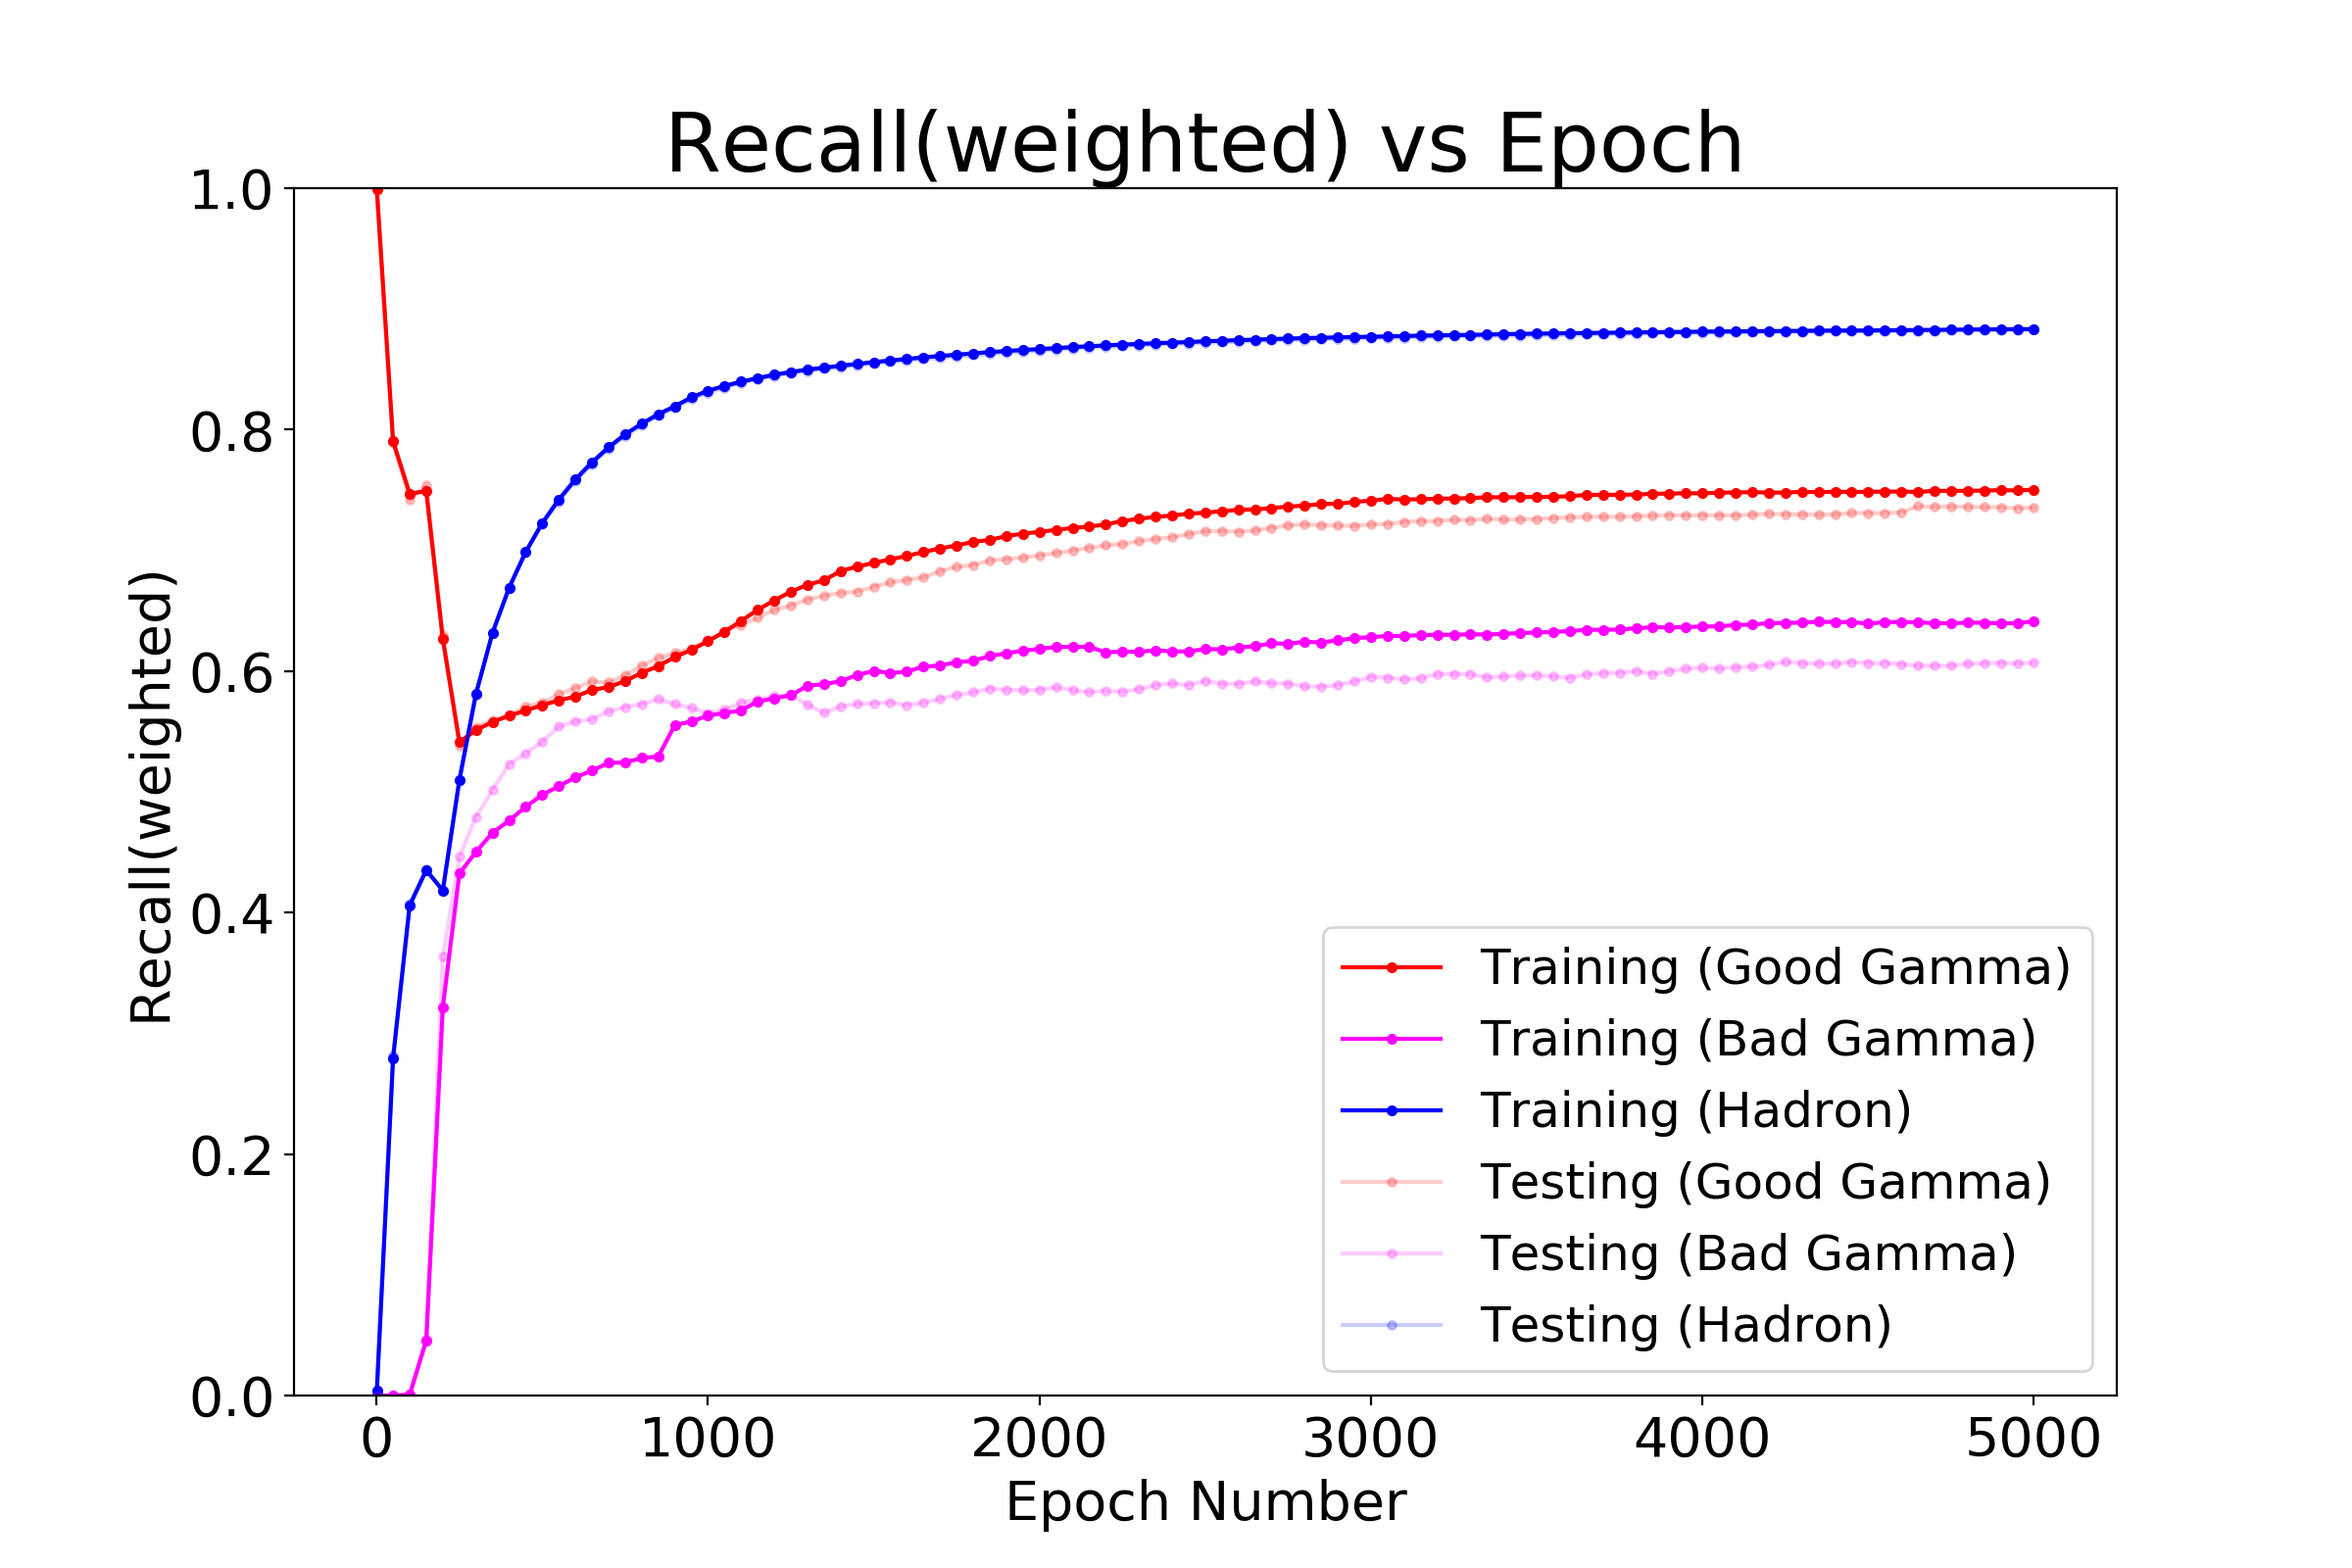 Recall(weighted) vs Epoch
Recall(weighted)
1.0
0.8
0.6
0.4
0.2
0.0
0 1000 2000 3000 4000 5000
Epoch Number
Training (Good Gamma)
Training (Bad Gamma)
Training (Hadron)
Testing (Good Gamma)
Testing (Bad Gamma)
Testing (Hadron)